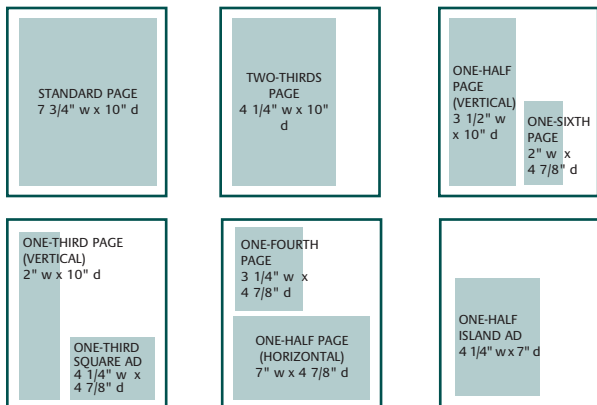 STANDARD PAGE
7 3/4" w x 10" d
TWO-THIRDS
PAGE
4 1/4" w x 10"
d
ONE-HALF
PAGE
(VERTICAL)
3 1/2" w
x 10" d
ONE-SIXTH
PAGE
2" w x
4 7/8" d
ONE-THIRD PAGE
(VERTICAL)
2" w x 10" d
ONE-THIRD
SQUARE AD
4 1/4" w x
4 7/8" d
ONE-FOURTH
PAGE
3 1/4" w x
4 7/8" d
ONE-HALF PAGE
(HORIZONTAL)
7" w x 4 7/8" d
ONE-HALF
ISLAND AD
4 1/4" w x 7" d